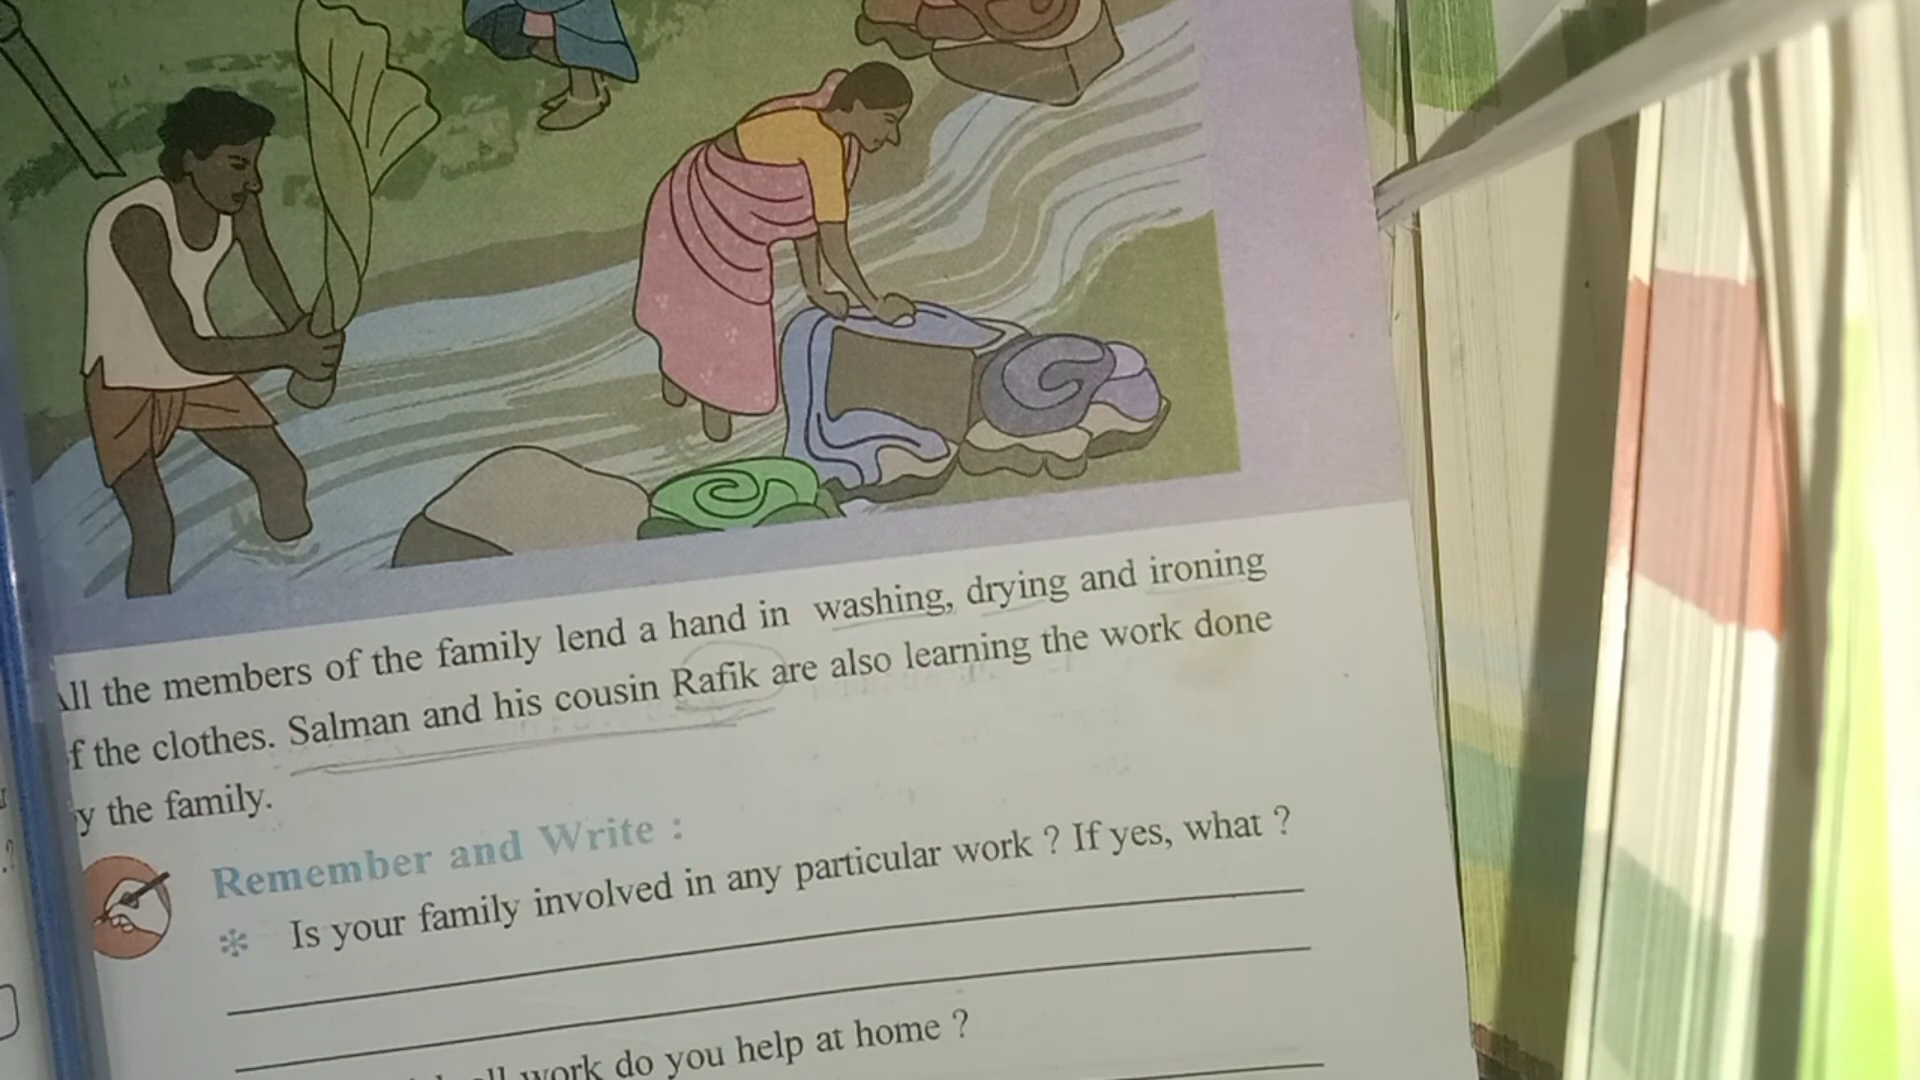 All the members of the family lend a hand in washing, drying and ironing
f the clothes. Salman and his cousin Rafik are also learning the work done
y the family.
Remember and Write :
* Is your family involved in any particular work ? If yes, what ?
work do you help at home ?